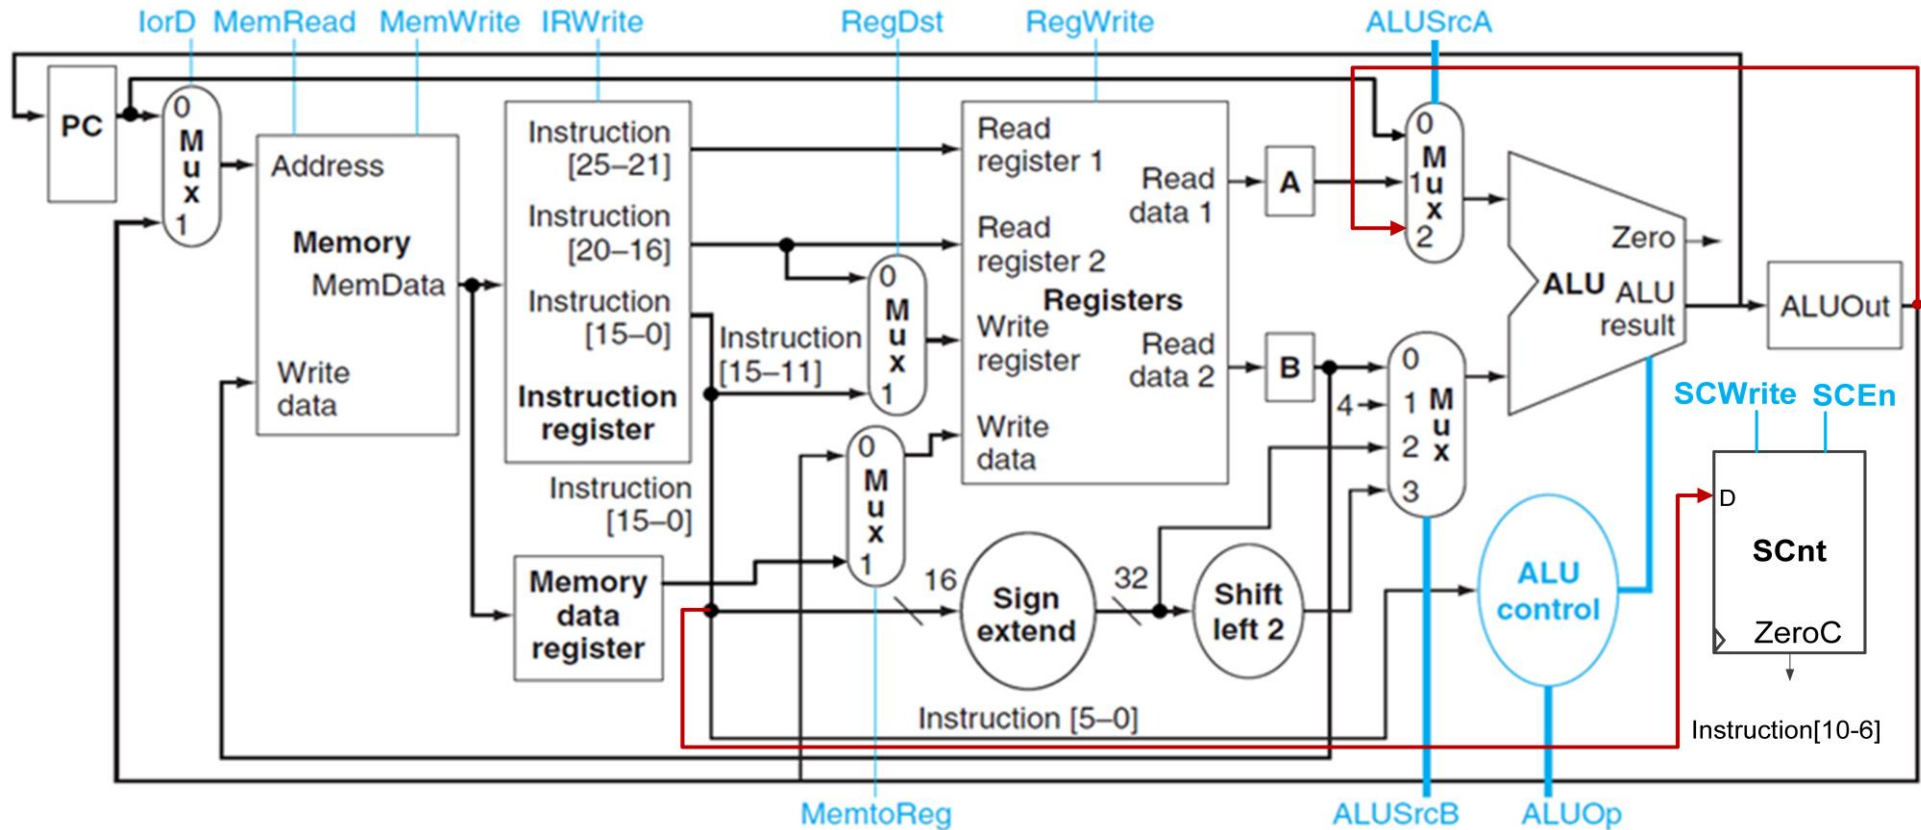 IorD MemRead MemWrite IRWrite RegDst RegWrite ALUSrcA
PC
0
M
u
x
1
Address
Memory
MemData
Write
data
Instruction
[25–21]
Instruction
[20–16]
Instruction
[15–0]
Instruction
register
Instruction
[15–0]
Memory
data
register
Instruction
[15–11]
0
M
u
x
1
0
M
u
x
1
Read
register 1
Read
register 2
Registers
Write
register
Write
data
Read
data 1
Read
data 2
A
B
4
0
M
1u
x
2
0
1 M
u
2 x
3
Zero
ALU ALU
result
ALUOut
16
Sign
extend
32
Shift
left 2
ALU
control
SCWrite SCEn
D
SCnt
ZeroC
Instruction [5–0]
Instruction[10-6]
MemtoReg ALUSrcB ALUOp